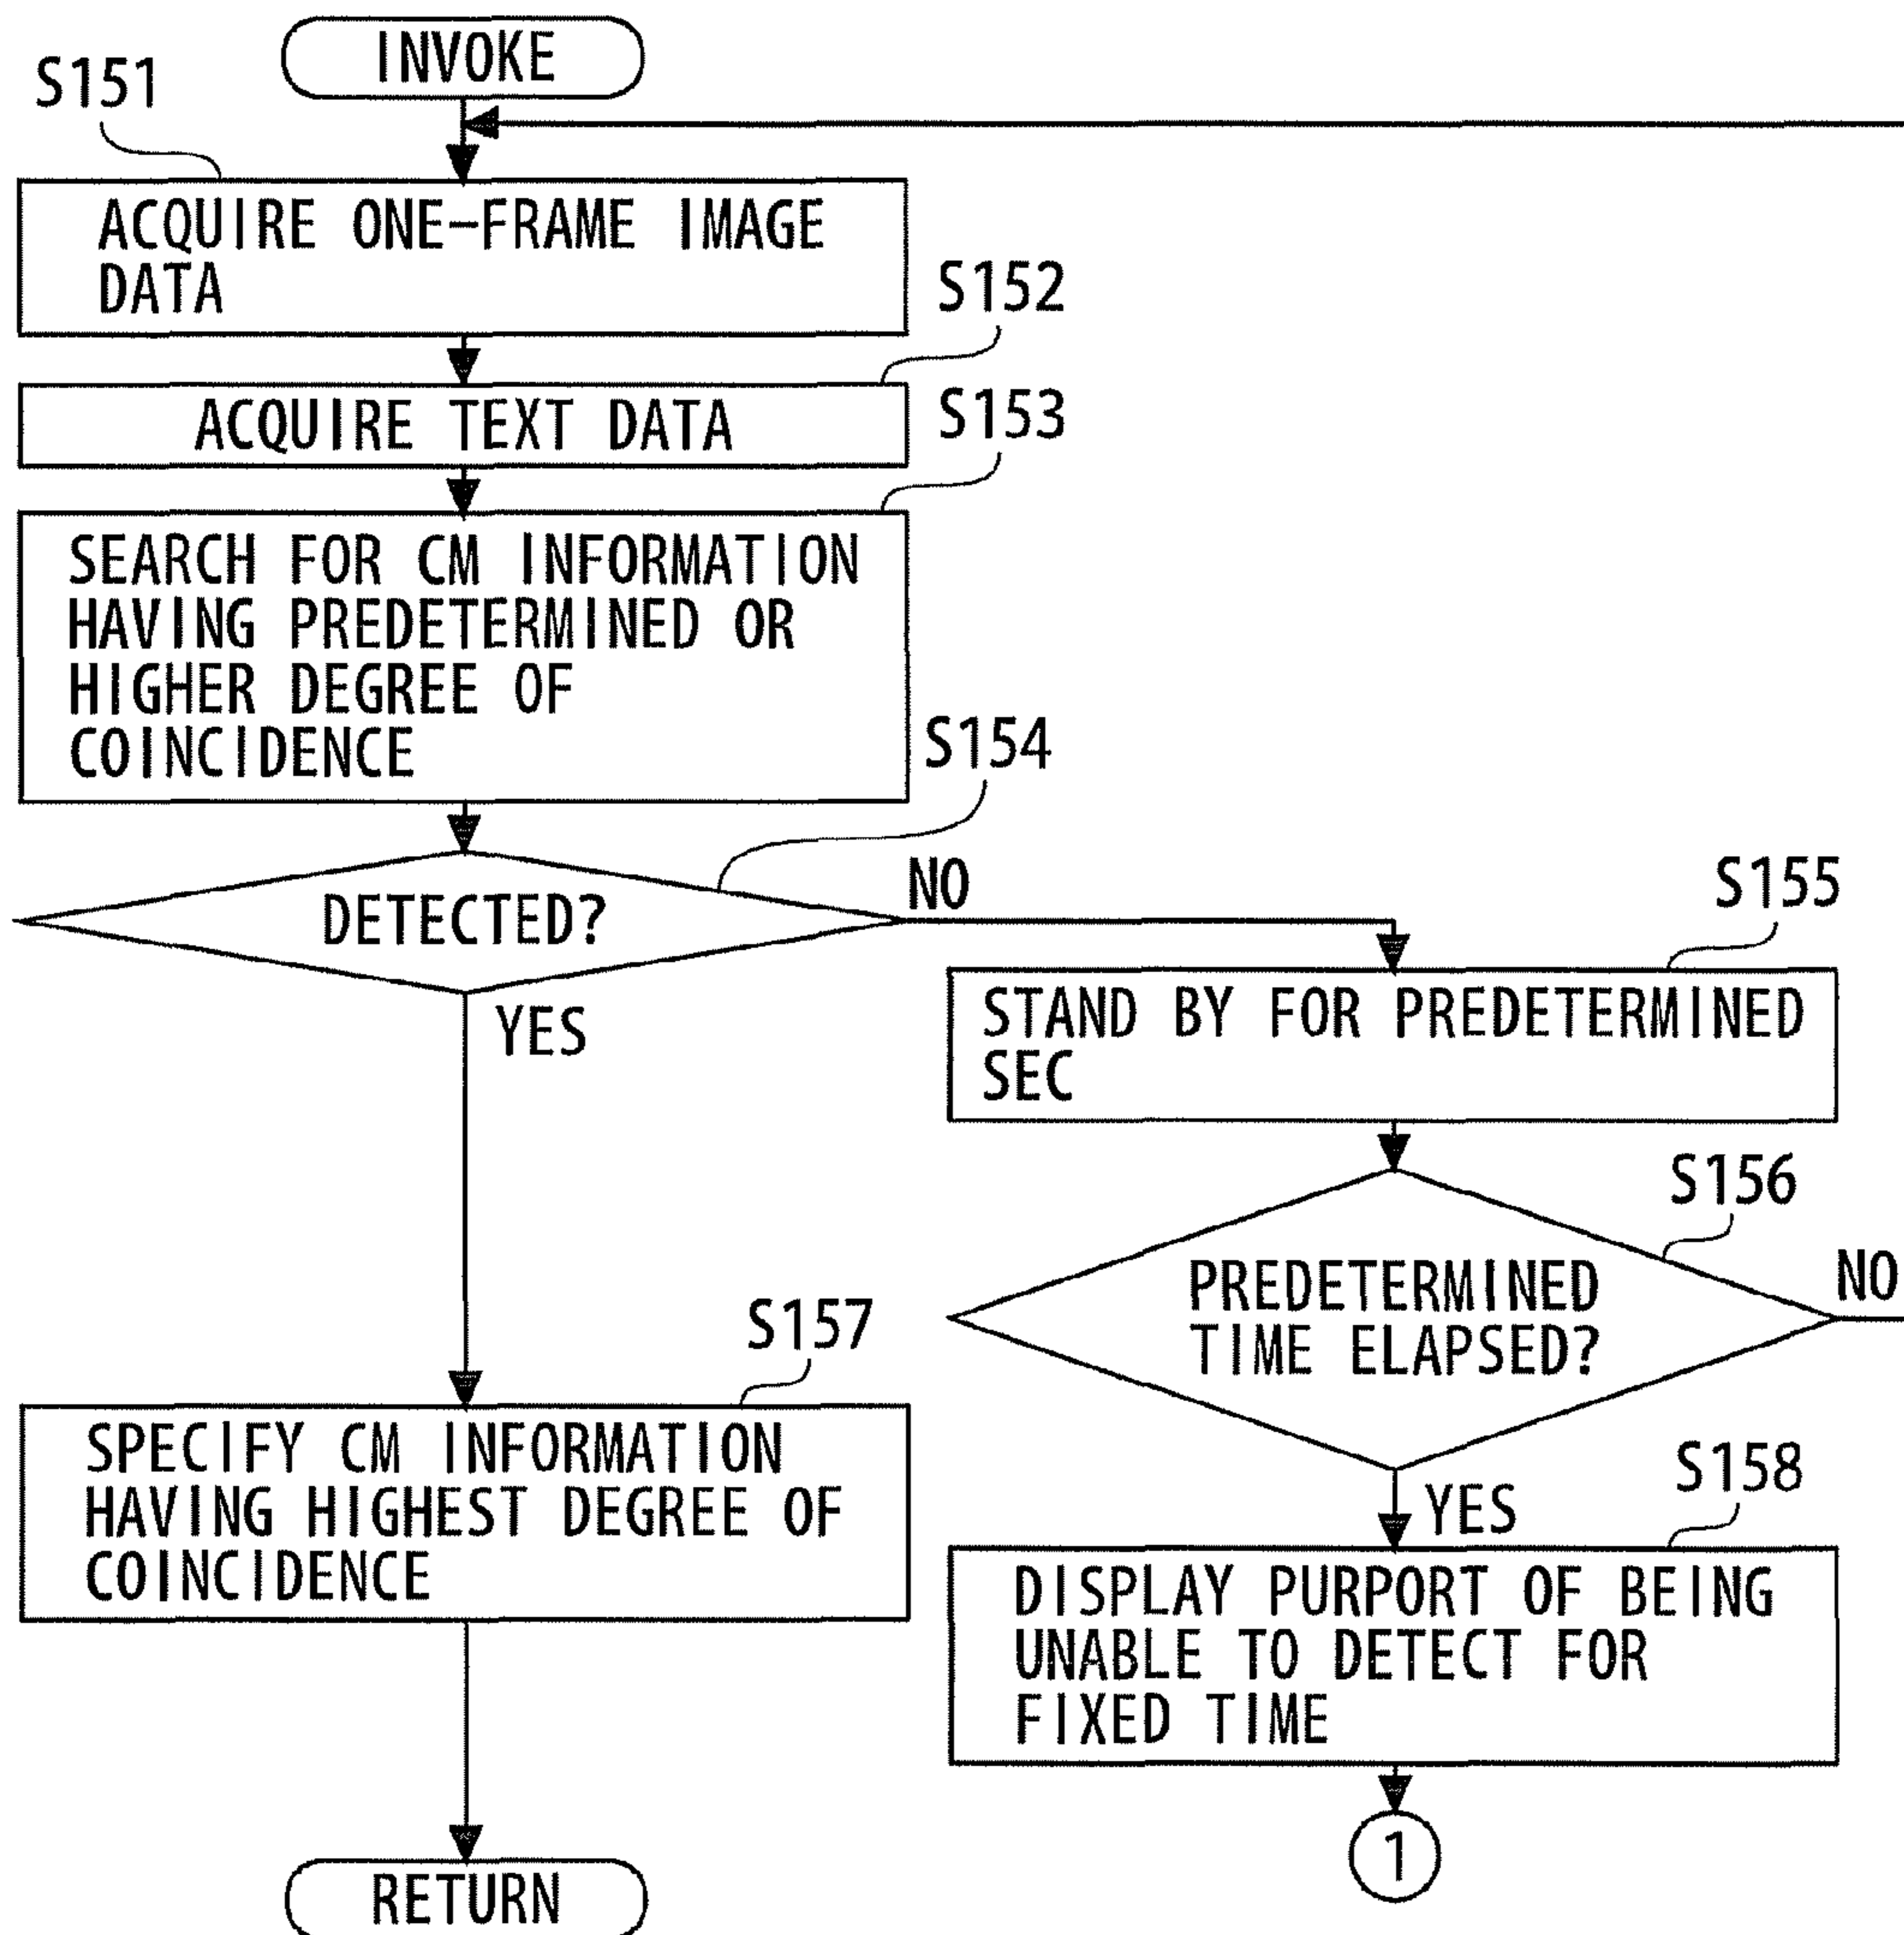 INVOKE
S151
ACQUIRE ONE-FRAME IMAGE
DATA
S152
ACQUIRE TEXT DATA
S153
SEARCH FOR CM INFORMATION
HAVING PREDETERMINED OR
HIGHER DEGREE OF
COINCIDENCE
S154
DETECTED?
NO
YES
S155
STAND BY FOR PREDETERMINED
SEC
S156
PREDETERMINED
TIME ELAPSED?
NO
YES
S157
SPECIFY CM INFORMATION
HAVING HIGHEST DEGREE OF
COINCIDENCE
S158
DISPLAY PURPORT OF BEING
UNABLE TO DETECT FOR
FIXED TIME
1
RETURN